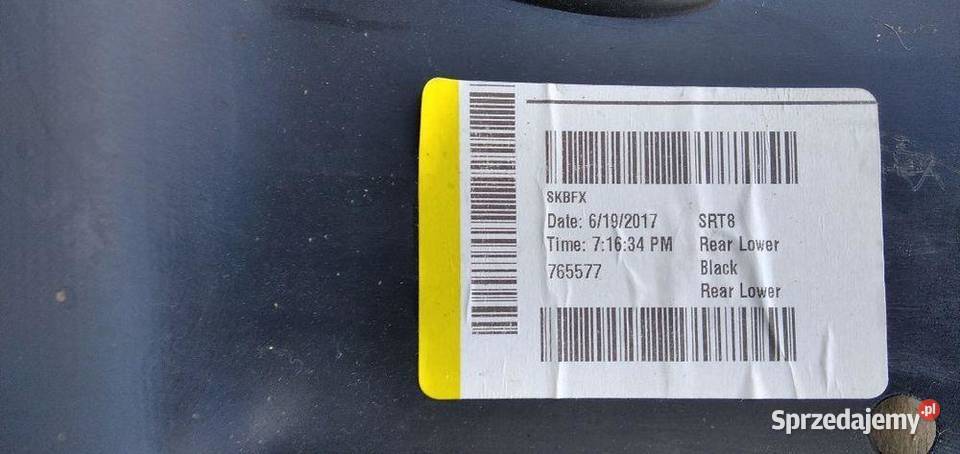 SKBFX
Date: 6/19/2017 SRT8
Time: 7:16:34 PM Rear Lower
765577 Black
Rear Lower
Sprzedajemy.pl